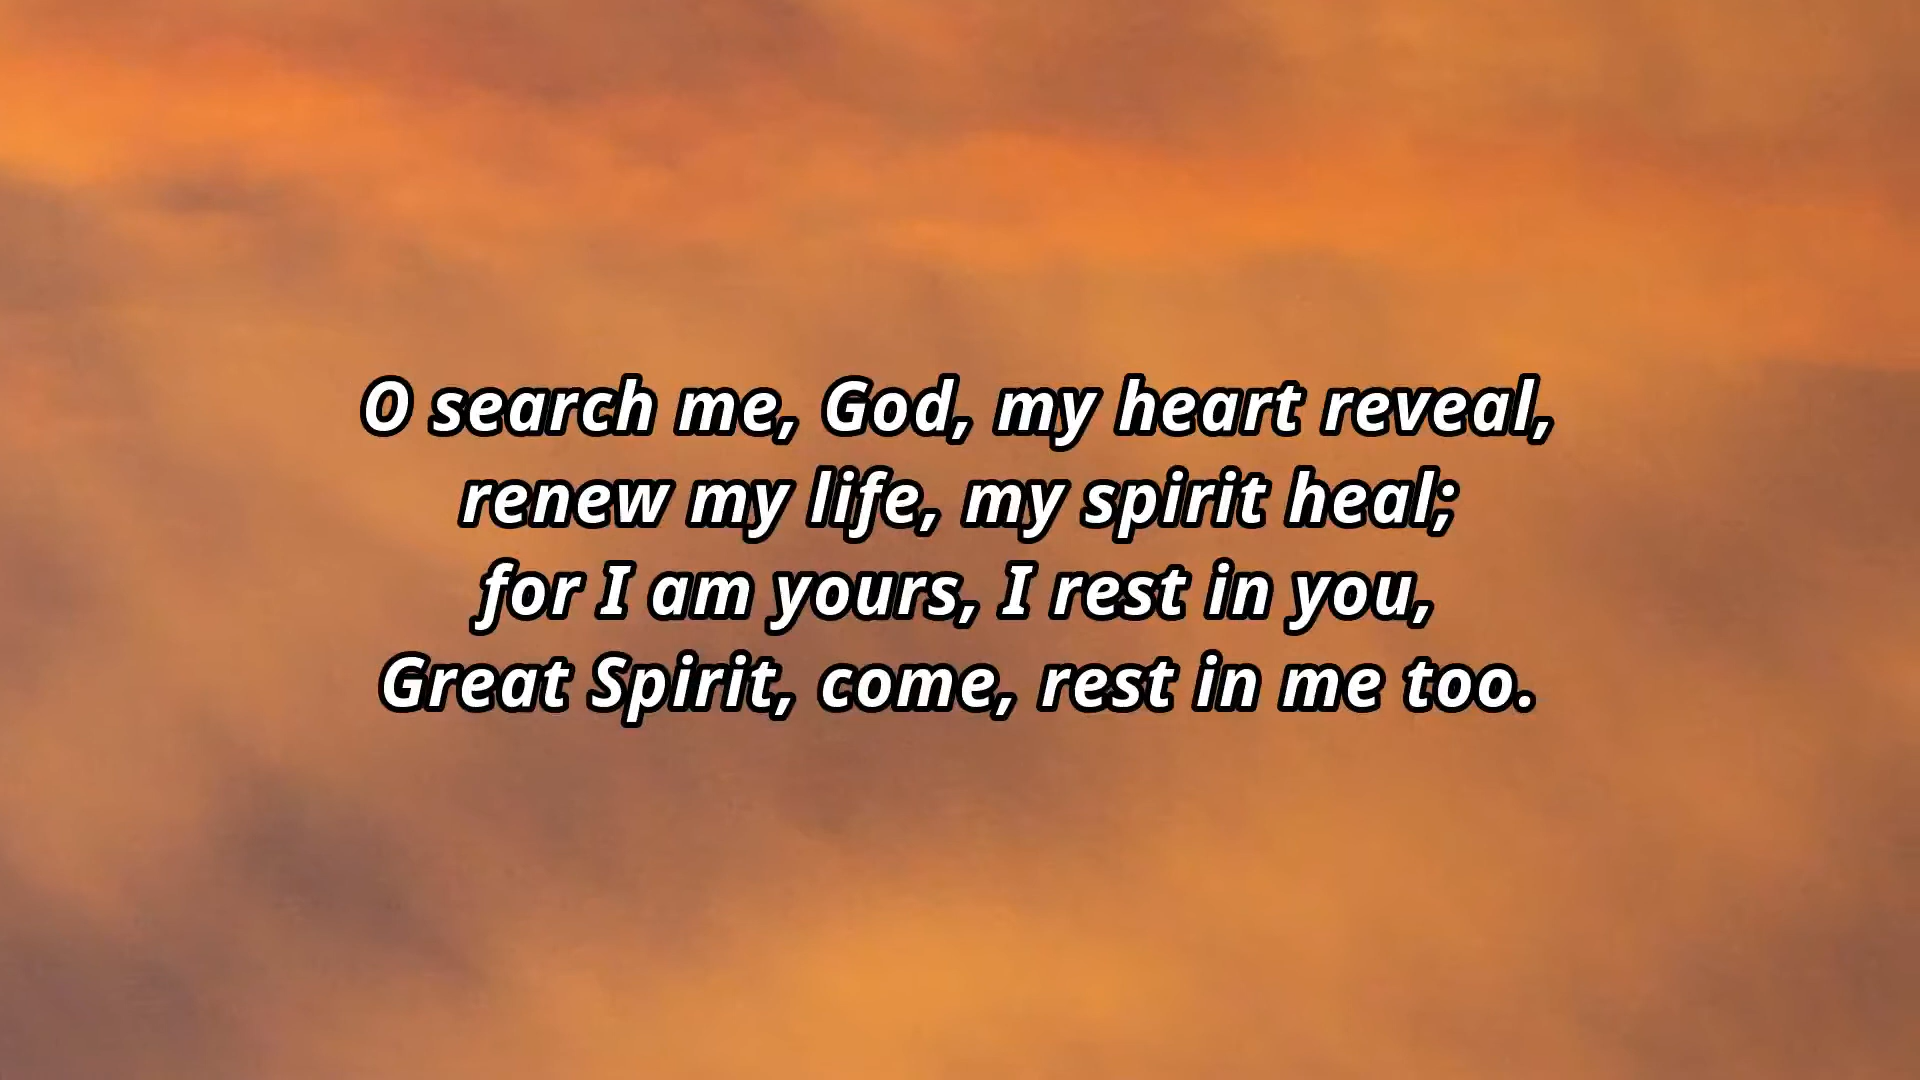 O search me, God, my heart reveal,
renew my life, my spirit heal;
for I am yours, I rest in you,
Great Spirit, come, rest in me too.